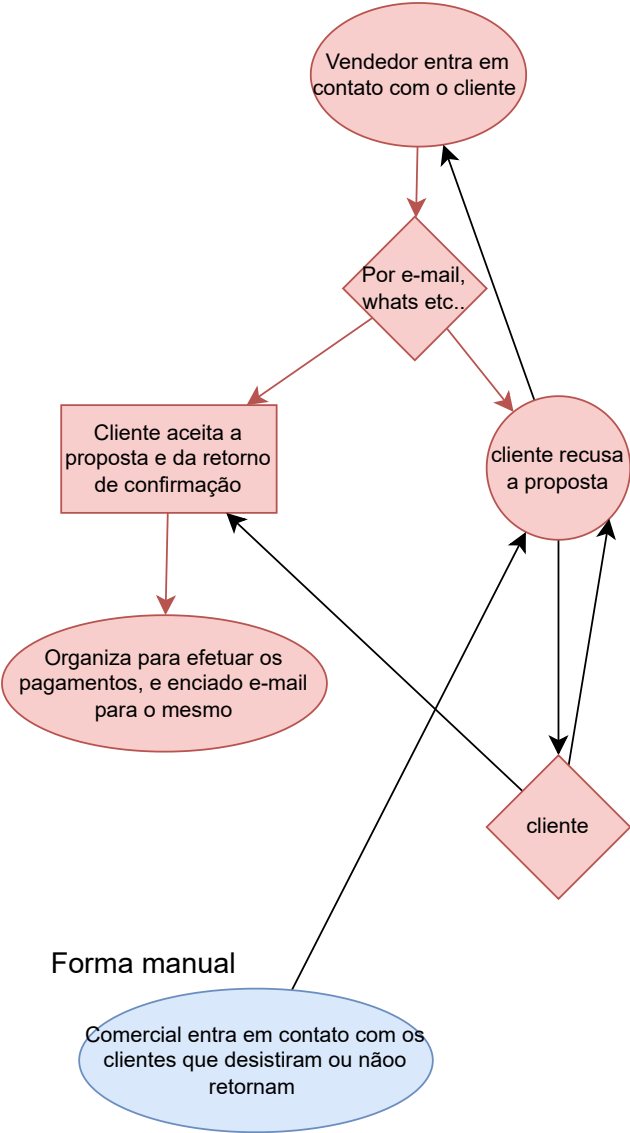 Vendedor entra em
contato com o cliente
Por e-mail,
whats etc..
Cliente aceita a
proposta e da retorno
de confirmação
cliente recusa
a proposta
Organiza para efetuar os
pagamentos, e enciado e-mail
para o mesmo
cliente
Forma manual
Comercial entra em contato com os
clientes que desistiram ou nãoo
retornam